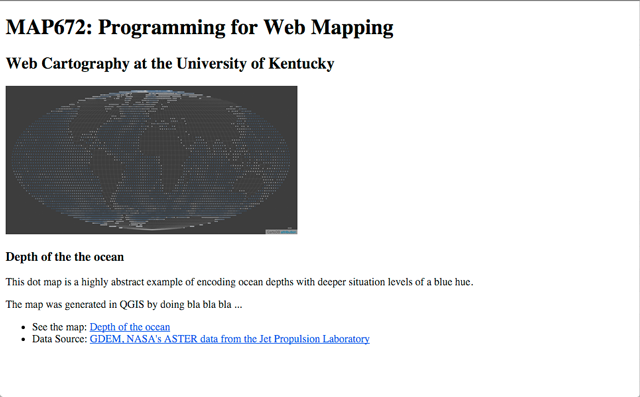 MAP672: Programming for Web Mapping
Web Cartography at the University of Kentucky
Depth of the the ocean
This dot map is a highly abstract example of encoding ocean depths with deeper situation levels of a blue hue.
The map was generated in QGIS by doing bla bla bla ...
See the map: Depth of the ocean
Data Source: GDEM, NASA's ASTER data from the Jet Propulsion Laboratory